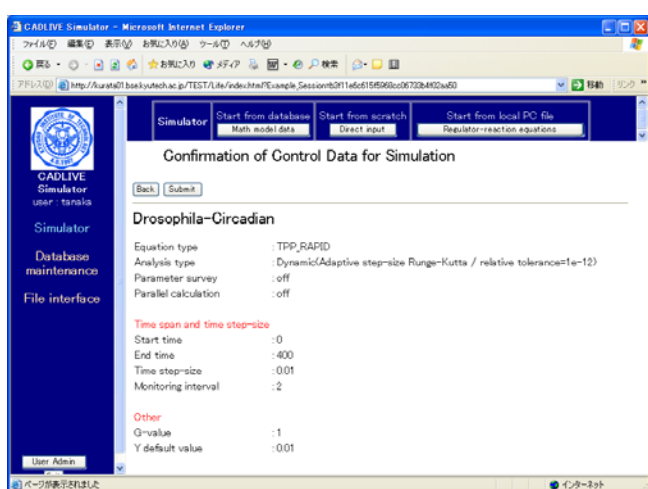 CADLIVE Simulator - Microsoft Internet Explorer
ファイル(F) 編集(E) 表示(V) お気に入り(A) ツール(T) ヘルプ(H)
戻る 検索 お気に入り メディア
アドレス(D) 移動 リンク
Simulator
Start from database
Math model data
Start from scratch
Direct input
Start from local PC file
Regulator-reaction equations
CADLIVE
Simulator
user : tanaka
Simulator
Database
maintenance
File interface
User Admin
Confirmation of Control Data for Simulation
Back Submit
Drosophila-Circadian
Equation type : TPP_RAPID
Analysis type : Dynamic(Adaptive step-size Runge-Kutta / relative tolerance=1e-12)
Parameter survey : off
Parallel calculation : off
Time span and time step-size
Start time : 0
End time : 400
Time step-size : 0.01
Monitoring interval : 2
Other
G-value : 1
Y default value : 0.01
ページが表示されました インターネット